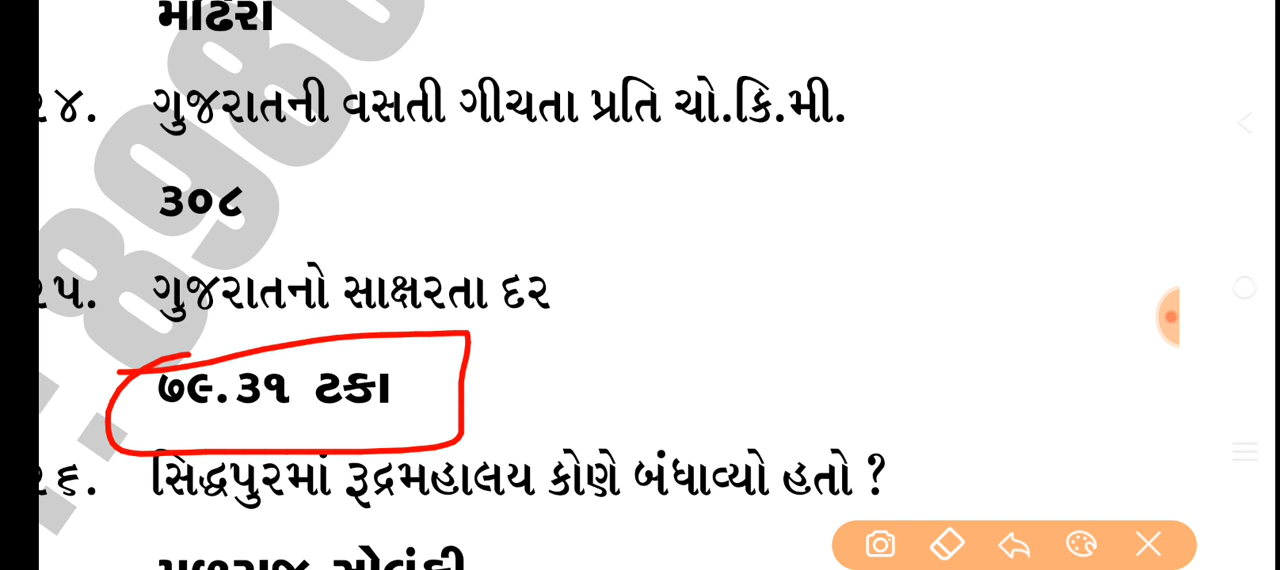 મોઢેરા
૨૪. ગુજરાતની વસતી ગીચતા પ્રતિ ચો.કિ.મી.
૩૦૮
૨૫. ગુજરાતનો સાક્ષરતા દર
૭૯.૩૧ ટકા
૨૬. સિદ્ધપુરમાં રૂદ્રમહાલય કોણે બંધાવ્યો હતો ?
મૂળરાજ સોલંકી